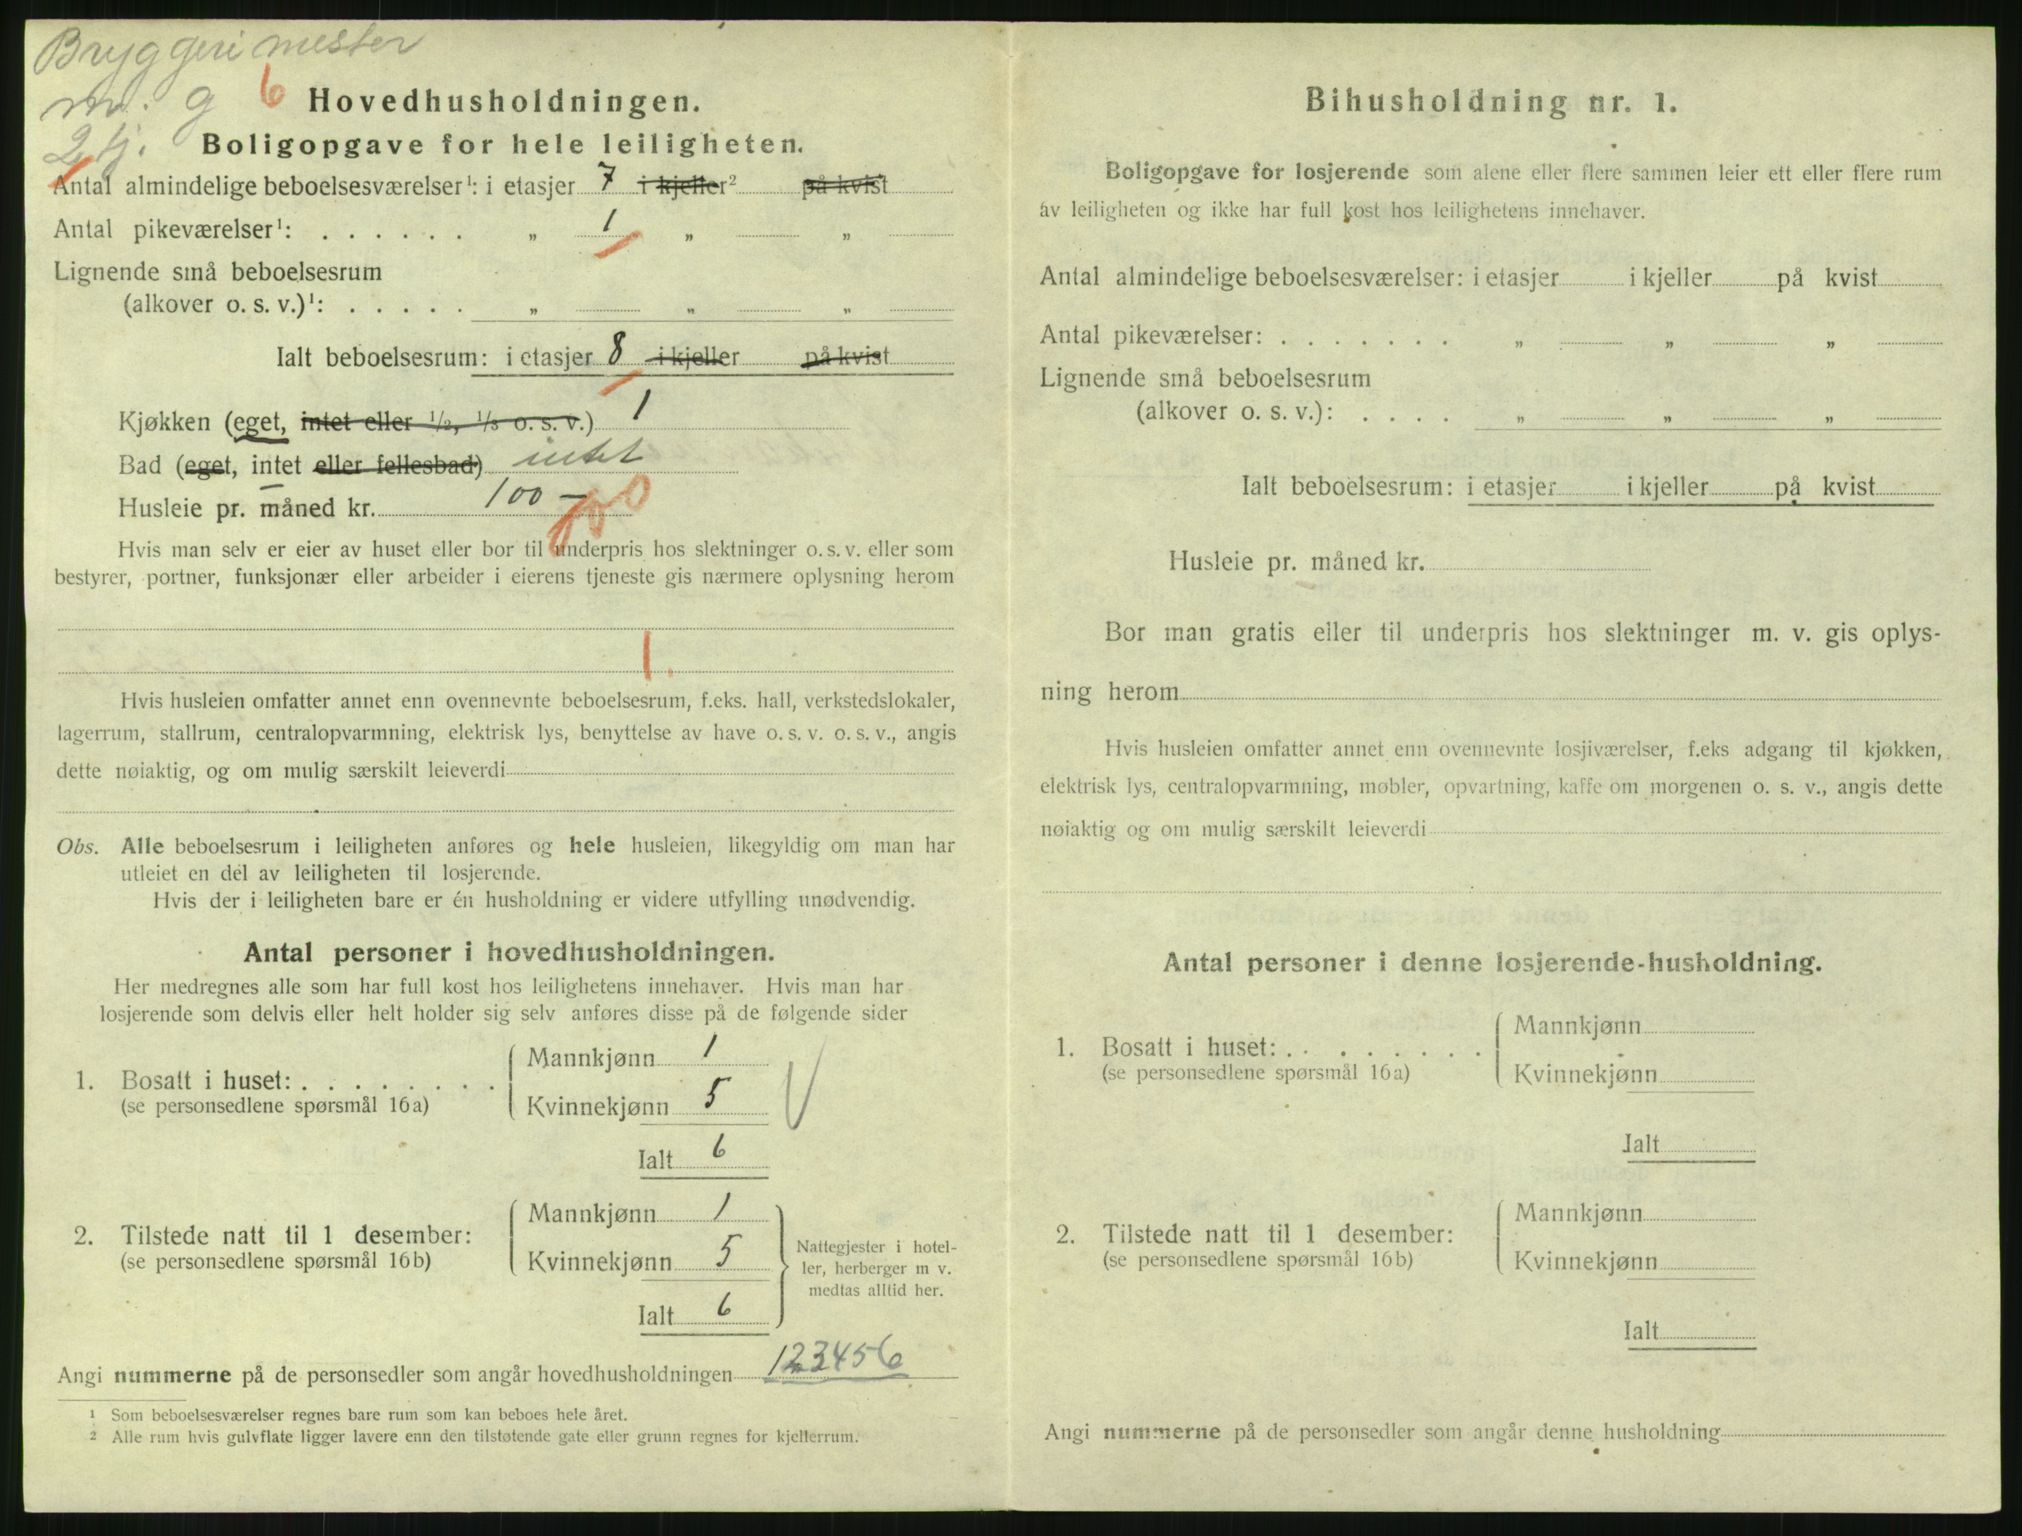 Bryggerimester
m. g 6
2 tj.
Hovedhusholdningen.
Boligopgave for hele leiligheten.
Antal almindelige beboelsesværelser¹: i etasjer 7 i kjeller² på kvist
Antal pikeværelser¹: . . . . . . „ 1 „ „
Lignende små beboelsesrum
(alkover o. s. v.)¹: . . . . . „ „ „
Ialt beboelsesrum: i etasjer 8 i kjeller på kvist
Kjøkken (eget, intet eller ½, ⅓ o. s. v.) 1
Bad (eget, intet eller fellesbad) intet
Husleie pr. måned kr. 100 –
Hvis man selv er eier av huset eller bor til underpris hos slektninger o. s. v. eller som
bestyrer, portner, funksjonær eller arbeider i eierens tjeneste gis nærmere oplysning herom
1.
Hvis husleien omfatter annet enn ovennevnte beboelsesrum, f.eks. hall, verkstedslokaler,
lagerrum, stallrum, centralopvarmning, elektrisk lys, benyttelse av have o. s. v. o. s. v., angis
dette nøiaktig, og om mulig særskilt leieverdi
Obs. Alle beboelsesrum i leiligheten anføres og hele husleien, likegyldig om man har
utleiet en del av leiligheten til losjerende.
Hvis der i leiligheten bare er én husholdning er videre utfylling unødvendig.
Antal personer i hovedhusholdningen.
Her medregnes alle som har full kost hos leilighetens innehaver. Hvis man har
losjerende som delvis eller helt holder sig selv anføres disse på de følgende sider
Mannkjønn 1
1. Bosatt i huset: . . . . . . . .
(se personsedlene spørsmål 16a)
Kvinnekjønn 5
Ialt 6
Mannkjønn 1
2. Tilstede natt til 1 desember:
(se personsedlene spørsmål 16b)
Kvinnekjønn 5
Ialt 6
Nattegjester i hotel-
ler, herberger m v.
medtas alltid her.
Angi nummerne på de personsedler som angår hovedhusholdningen 123456
¹ Som beboelsesværelser regnes bare rum som kan beboes hele året.
² Alle rum hvis gulvflate ligger lavere enn den tilstøtende gate eller grunn regnes for kjellerrum.
Bihusholdning nr. 1.
Boligopgave for losjerende som alene eller flere sammen leier ett eller flere rum
av leiligheten og ikke har full kost hos leilighetens innehaver.
Antal almindelige beboelsesværelser: i etasjer i kjeller på kvist
Antal pikeværelser: . . . . . . . „ „ „
Lignende små beboelsesrum
(alkover o. s. v.): . . . . „ „ „
Ialt beboelsesrum: i etasjer i kjeller på kvist
Husleie pr. måned kr.
Bor man gratis eller til underpris hos slektninger m. v. gis oplys-
ning herom
Hvis husleien omfatter annet enn ovennevnte losjiværelser, f.eks adgang til kjøkken,
elektrisk lys, centralopvarmning, møbler, opvartning, kaffe om morgenen o. s. v., angis dette
nøiaktig og om mulig særskilt leieverdi
Antal personer i denne losjerende-husholdning.
Mannkjønn
1. Bosatt i huset: . . . . . . . .
(se personsedlene spørsmål 16a)
Kvinnekjønn
Ialt
Mannkjønn
2. Tilstede natt til 1 desember:
(se personsedlene spørsmål 16b)
Kvinnekjønn
Ialt
Angi nummerne på de personsedler som angår denne husholdning